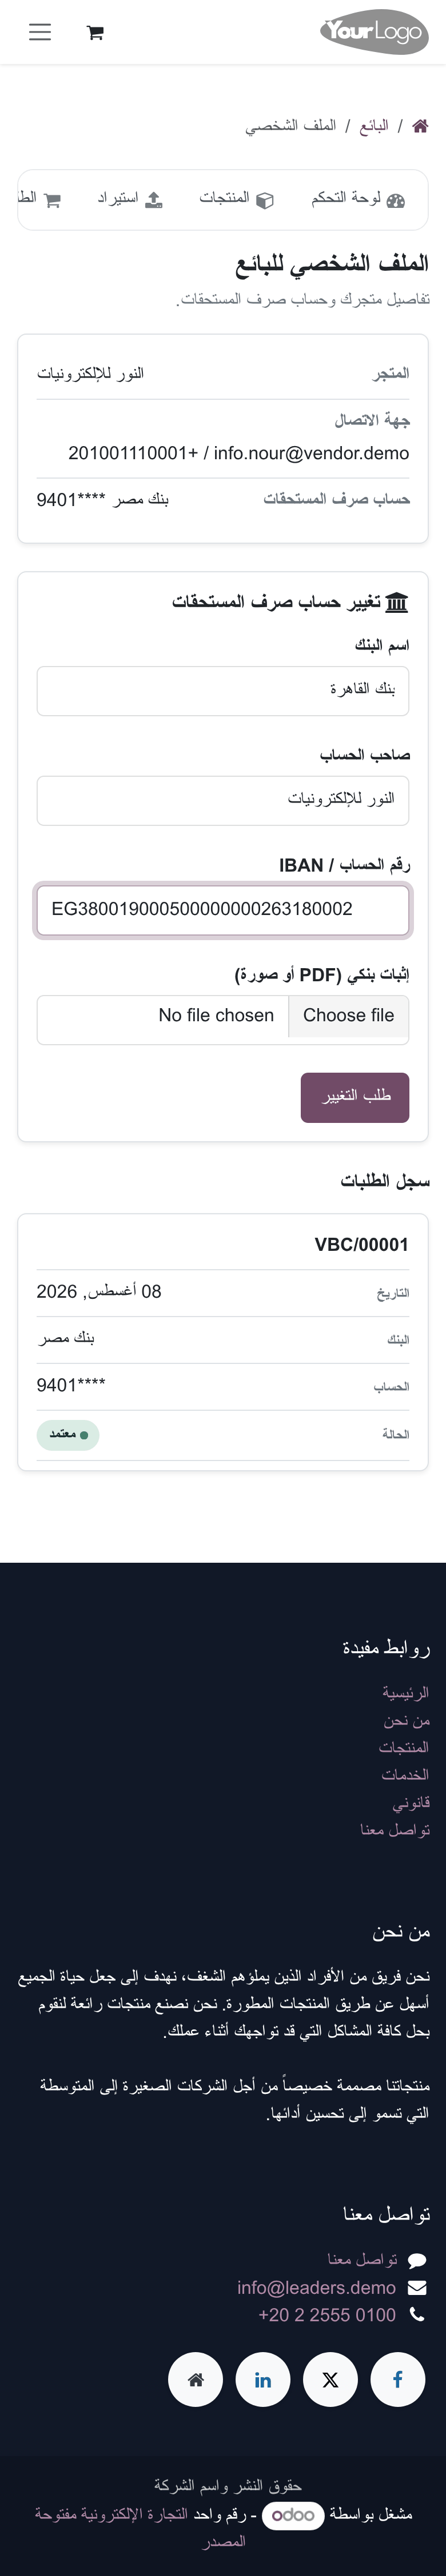 YourLogo
/ البائع / الملف الشخصي
لوحة التحكم المنتجات استيراد الطا
الملف الشخصي للبائع
تفاصيل متجرك وحساب صرف المستحقات.
المتجر النور للإلكترونيات
جهة الاتصال
info.nour@vendor.demo / +201001110001
حساب صرف المستحقات بنك مصر ****9401
تغيير حساب صرف المستحقات
اسم البنك
بنك القاهرة
صاحب الحساب
النور للإلكترونيات
رقم الحساب / IBAN
EG380019000500000000263180002
إثبات بنكي (PDF أو صورة)
Choose file No file chosen
طلب التغيير
سجل الطلبات
VBC/00001
التاريخ 08 أغسطس, 2026
البنك بنك مصر
الحساب ****9401
الحالة معتمد
روابط مفيدة
الرئيسية
من نحن
المنتجات
الخدمات
قانوني
تواصل معنا
من نحن
نحن فريق من الأفراد الذين يملؤهم الشغف، نهدف إلى جعل حياة الجميع
أسهل عن طريق المنتجات المطورة. نحن نصنع منتجات رائعة لنقوم
بحل كافة المشاكل التي قد تواجهك أثناء عملك.
منتجاتنا مصممة خصيصاً من أجل الشركات الصغيرة إلى المتوسطة
التي تسمو إلى تحسين أدائها.
تواصل معنا
تواصل معنا
info@leaders.demo
+20 2 2555 0100
حقوق النشر واسم الشركة
مشغل بواسطة odoo - رقم واحد التجارة الإلكترونية مفتوحة
المصدر